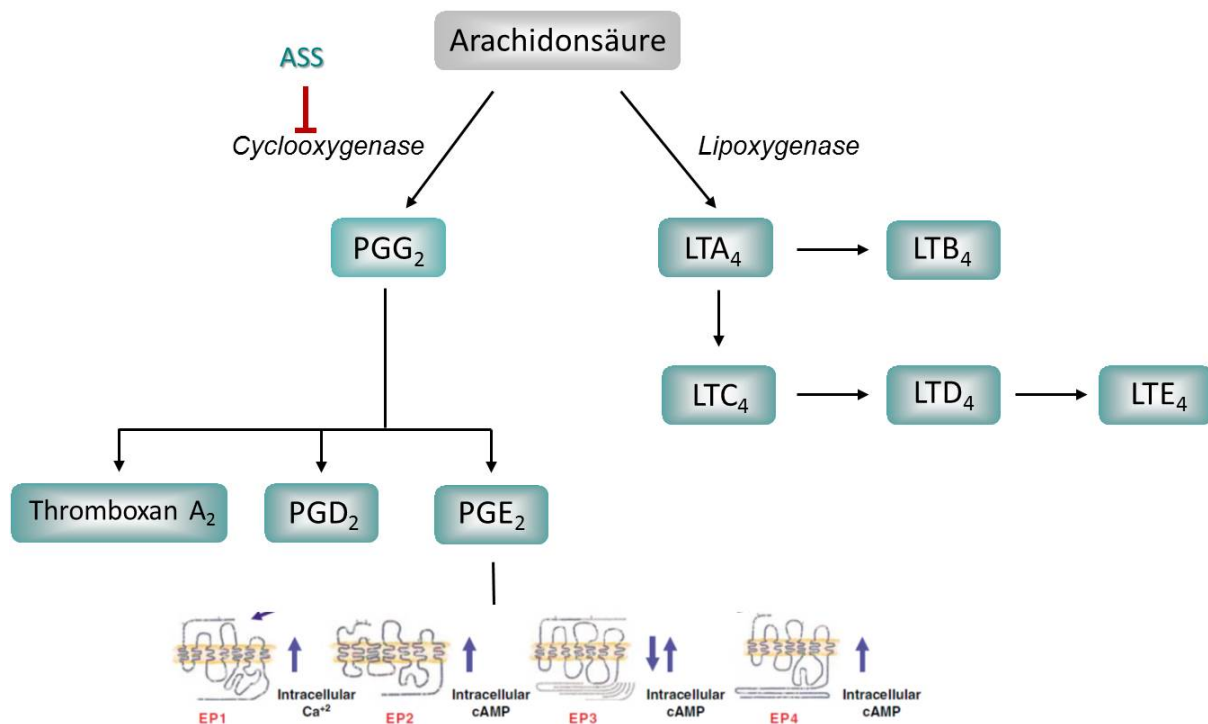 Arachidonsäure
ASS
Cyclooxygenase
Lipoxygenase
PGG₂
LTA₄
LTB₄
LTC₄
LTD₄
LTE₄
Thromboxan A₂
PGD₂
PGE₂
Intracellular
Ca⁺²
EP1
Intracellular
cAMP
EP2
Intracellular
cAMP
EP3
Intracellular
cAMP
EP4